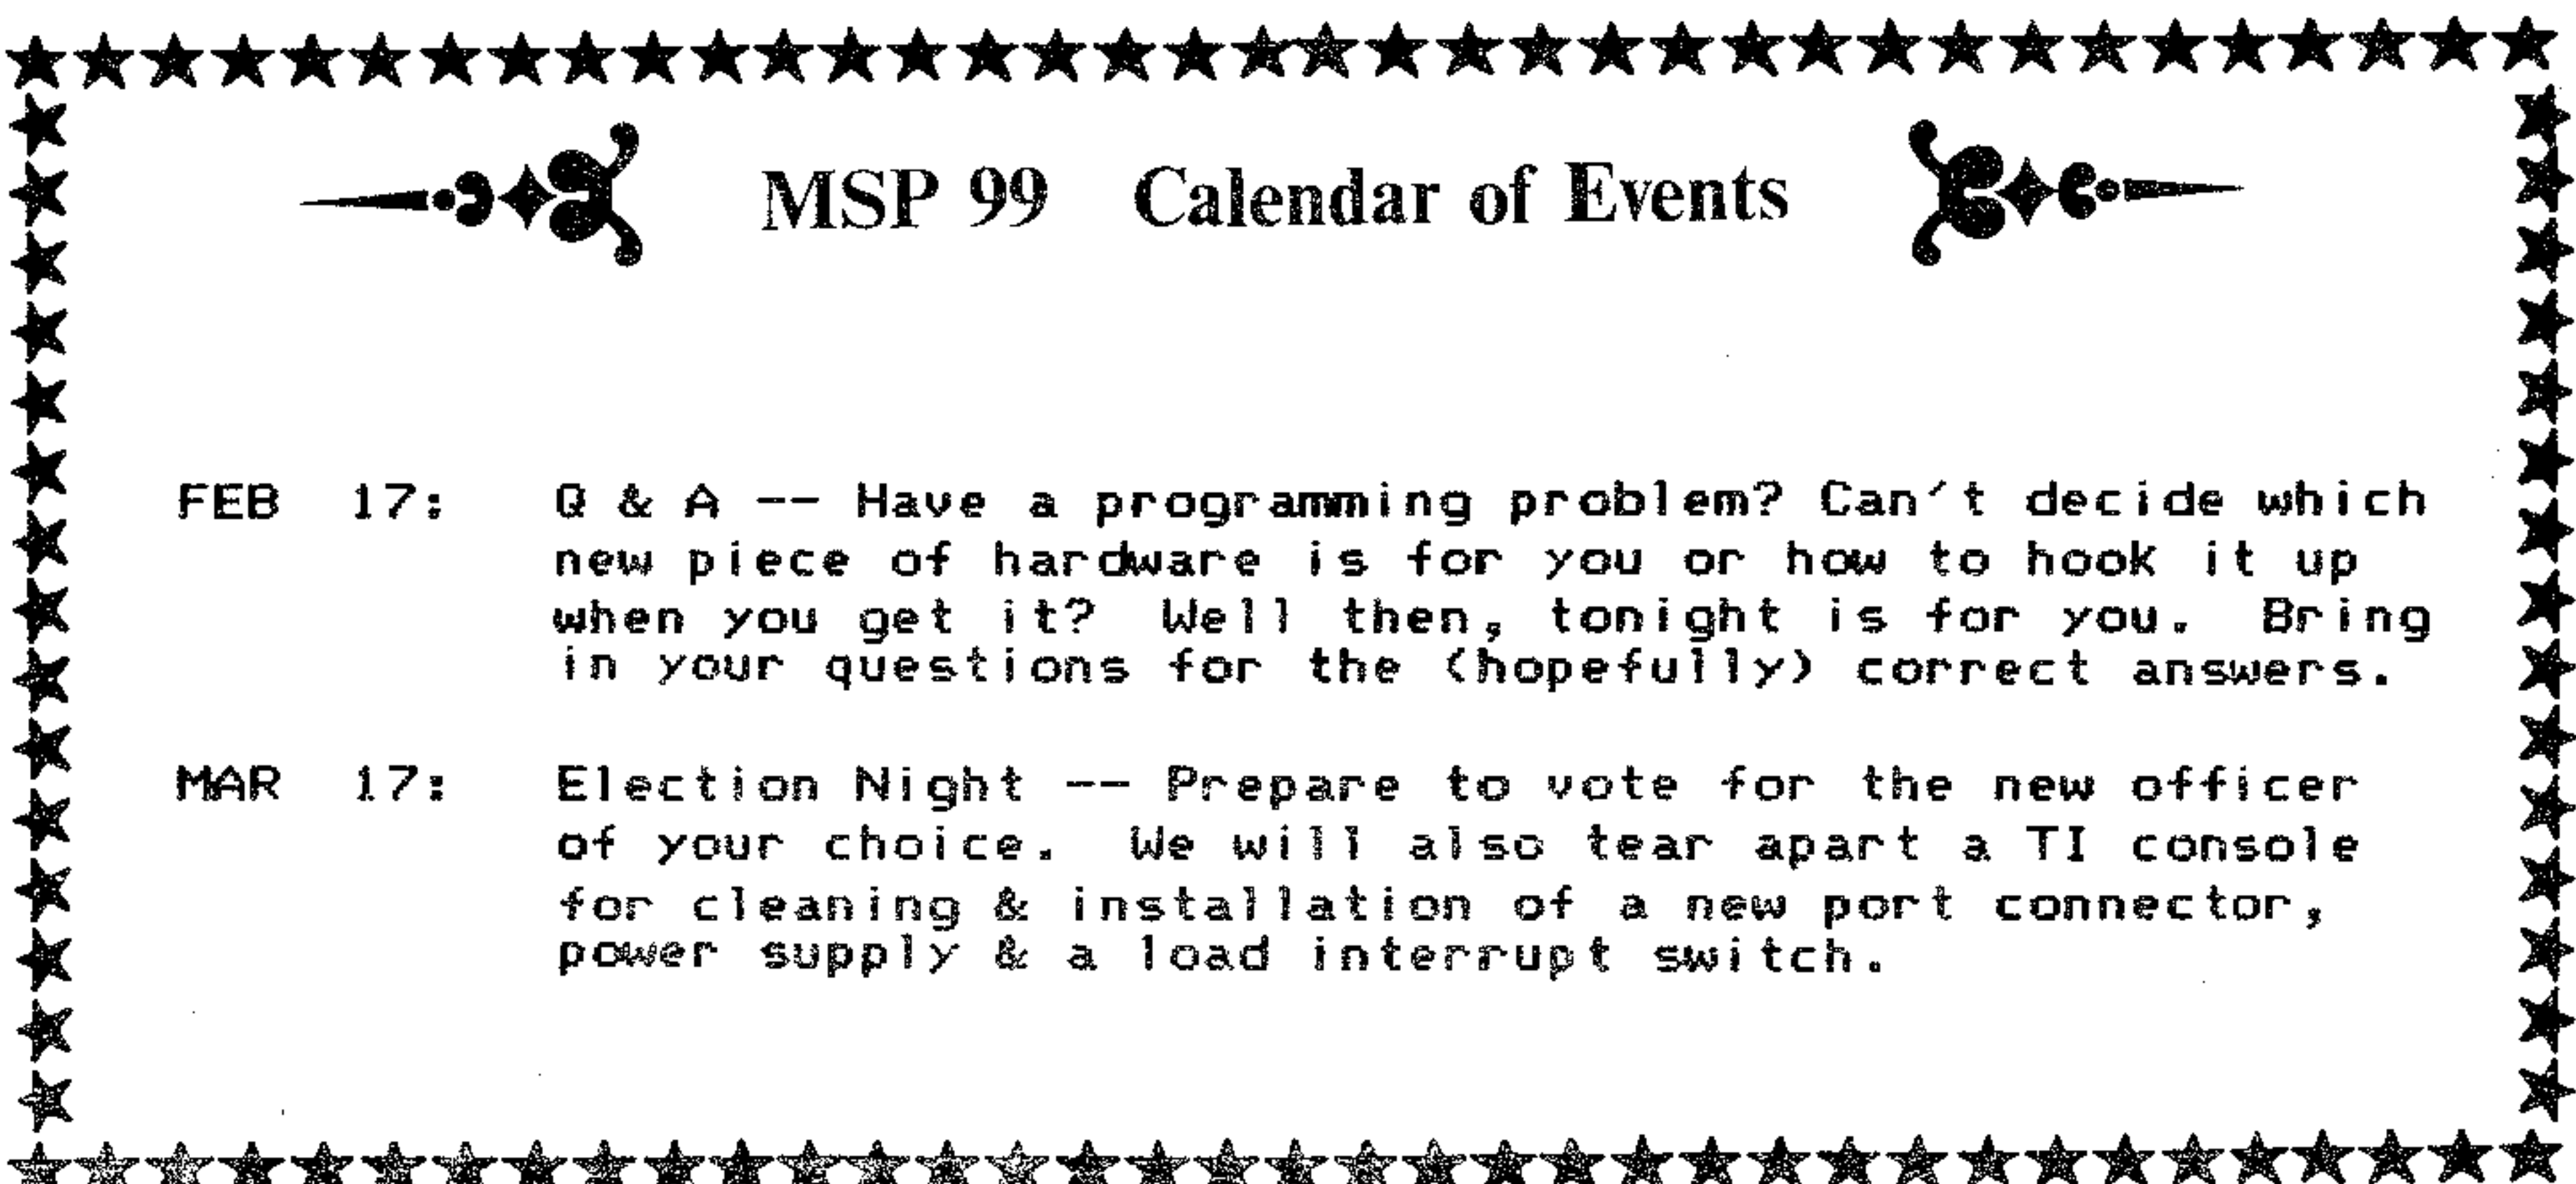 MSP 99 Calendar of Events
FEB 17: Q & A -- Have a programming problem? Can't decide which
new piece of hardware is for you or how to hook it up
when you get it? Well then, tonight is for you. Bring
in your questions for the (hopefully) correct answers.
MAR 17: Election Night -- Prepare to vote for the new officer
of your choice. We will also tear apart a TI console
for cleaning & installation of a new port connector,
power supply & a load interrupt switch.